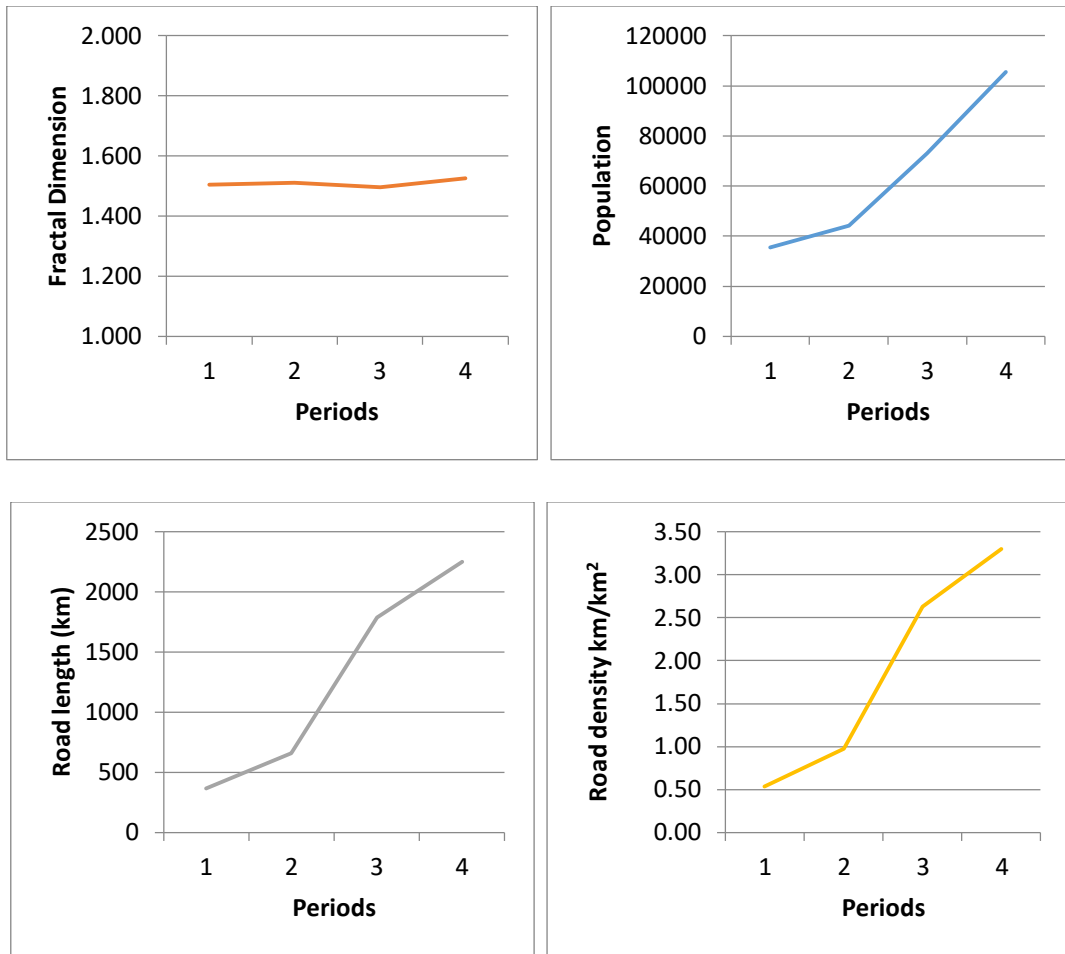 Fractal Dimension
2.000
1.800
1.600
1.400
1.200
1.000
1 2 3 4
Periods
Population
120000
100000
80000
60000
40000
20000
0
1 2 3 4
Periods
Road length (km)
2500
2000
1500
1000
500
0
1 2 3 4
Periods
Road density km/km²
3.50
3.00
2.50
2.00
1.50
1.00
0.50
0.00
1 2 3 4
Periods